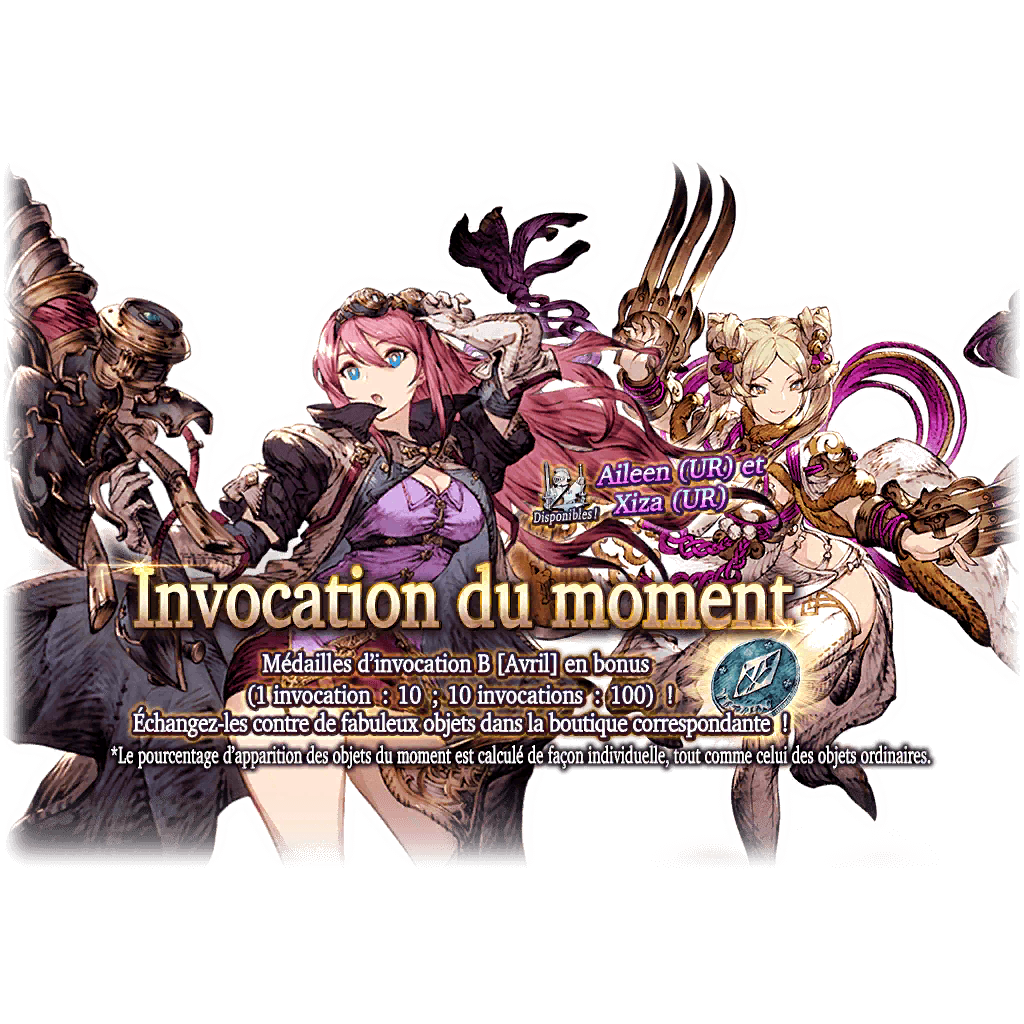 Aileen (UR) et
Xiza (UR)
Disponibles!
Invocation du moment
Médailles d'invocation B [Avril] en bonus
(1 invocation : 10 ; 10 invocations : 100) !
Échangez-les contre de fabuleux objets dans la boutique correspondante !
*Le pourcentage d'apparition des objets du moment est calculé de façon individuelle, tout comme celui des objets ordinaires.